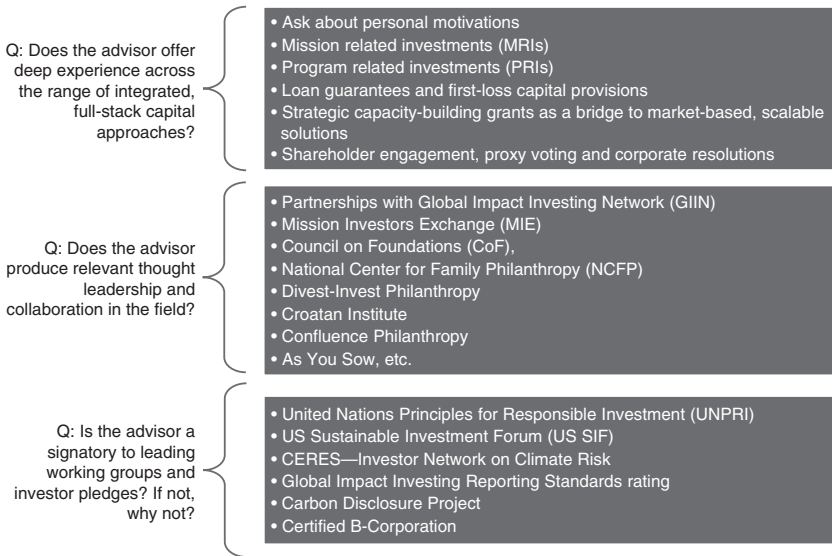 Q: Does the advisor offer
deep experience across
the range of integrated,
full-stack capital
approaches?
• Ask about personal motivations
• Mission related investments (MRIs)
• Program related investments (PRIs)
• Loan guarantees and first-loss capital provisions
• Strategic capacity-building grants as a bridge to market-based, scalable
solutions
• Shareholder engagement, proxy voting and corporate resolutions
Q: Does the advisor
produce relevant thought
leadership and
collaboration in the field?
• Partnerships with Global Impact Investing Network (GIIN)
• Mission Investors Exchange (MIE)
• Council on Foundations (CoF),
• National Center for Family Philanthropy (NCFP)
• Divest-Invest Philanthropy
• Croatan Institute
• Confluence Philanthropy
• As You Sow, etc.
Q: Is the advisor a
signatory to leading
working groups and
investor pledges? If not,
why not?
• United Nations Principles for Responsible Investment (UNPRI)
• US Sustainable Investment Forum (US SIF)
• CERES—Investor Network on Climate Risk
• Global Impact Investing Reporting Standards rating
• Carbon Disclosure Project
• Certified B-Corporation